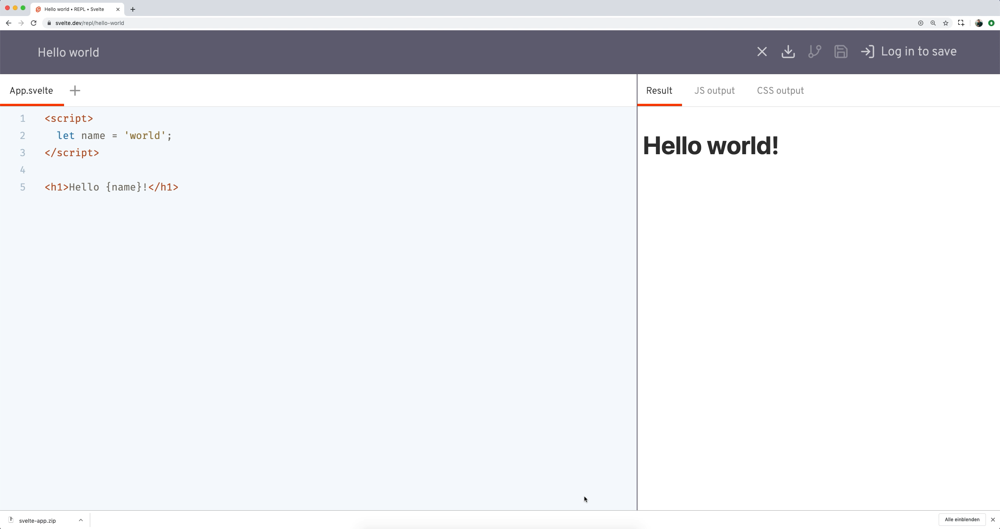 Hello world • REPL • Svelte
svelte.dev/repl/hello-world
Hello world
Log in to save
App.svelte
Result JS output CSS output
1 <script>
2 let name = 'world';
3 </script>
4
5 <h1>Hello {name}!</h1>
Hello world!
svelte-app.zip
Alle einblenden